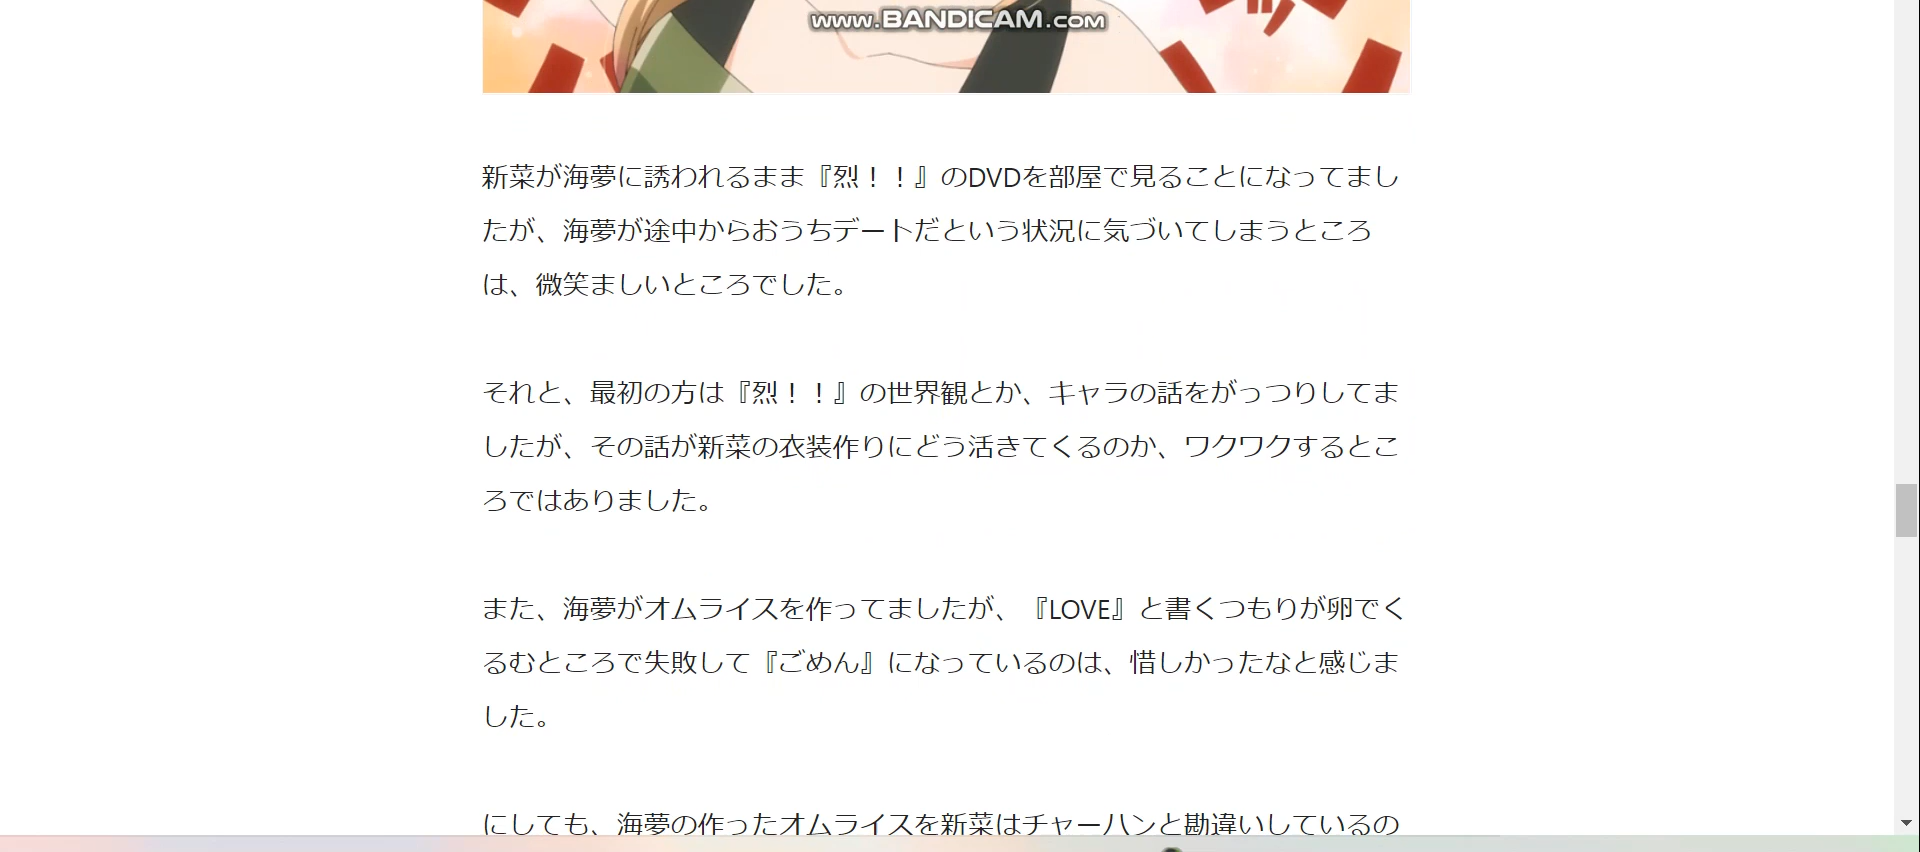 www.BANDICAM.com
新菜が海夢に誘われるまま『烈！！』のDVDを部屋で見ることになってまし
たが、海夢が途中からおうちデートだという状況に気づいてしまうところ
は、微笑ましいところでした。
それと、最初の方は『烈！！』の世界観とか、キャラの話をがっつりしてま
したが、その話が新菜の衣装作りにどう活きてくるのか、ワクワクするとこ
ろではありました。
また、海夢がオムライスを作ってましたが、『LOVE』と書くつもりが卵でく
るむところで失敗して『ごめん』になっているのは、惜しかったなと感じま
した。
にしても、海夢の作ったオムライスを新菜はチャーハンと勘違いしているの